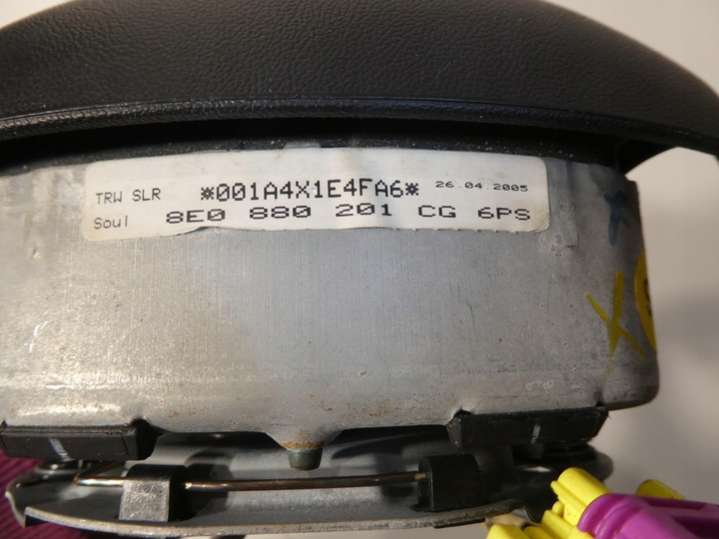 TRW SLR *001A4X1E4FA6* 26.04.2005
Soul 8E0 880 201 CG 6PS
X